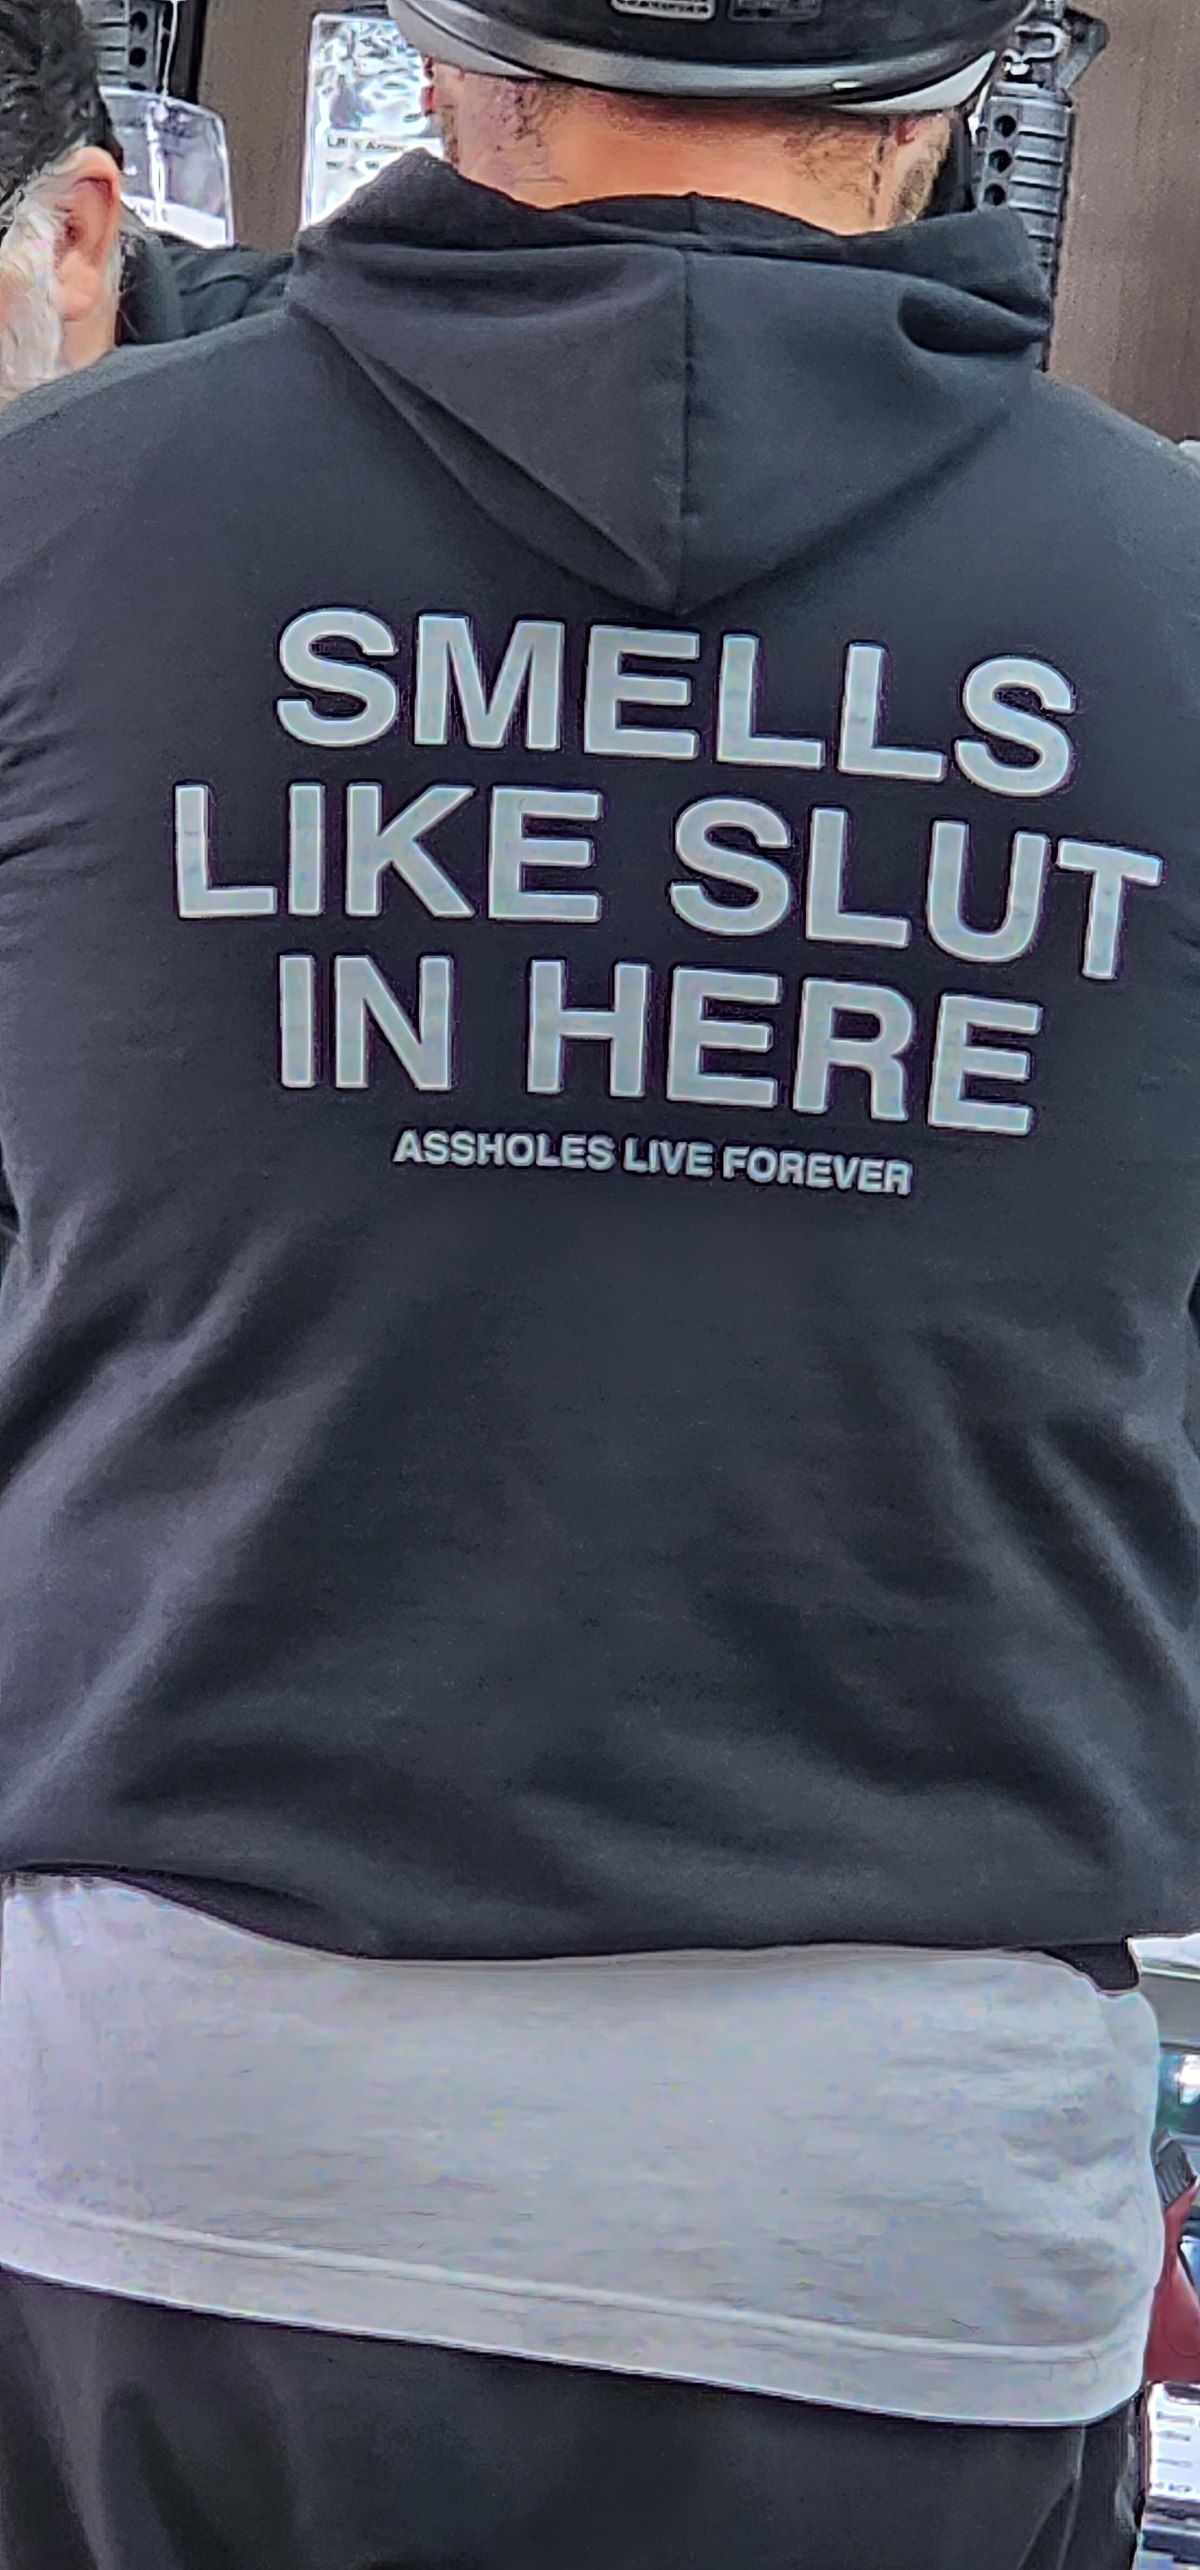 SMELLS
LIKE SLUT
IN HERE
ASSHOLES LIVE FOREVER